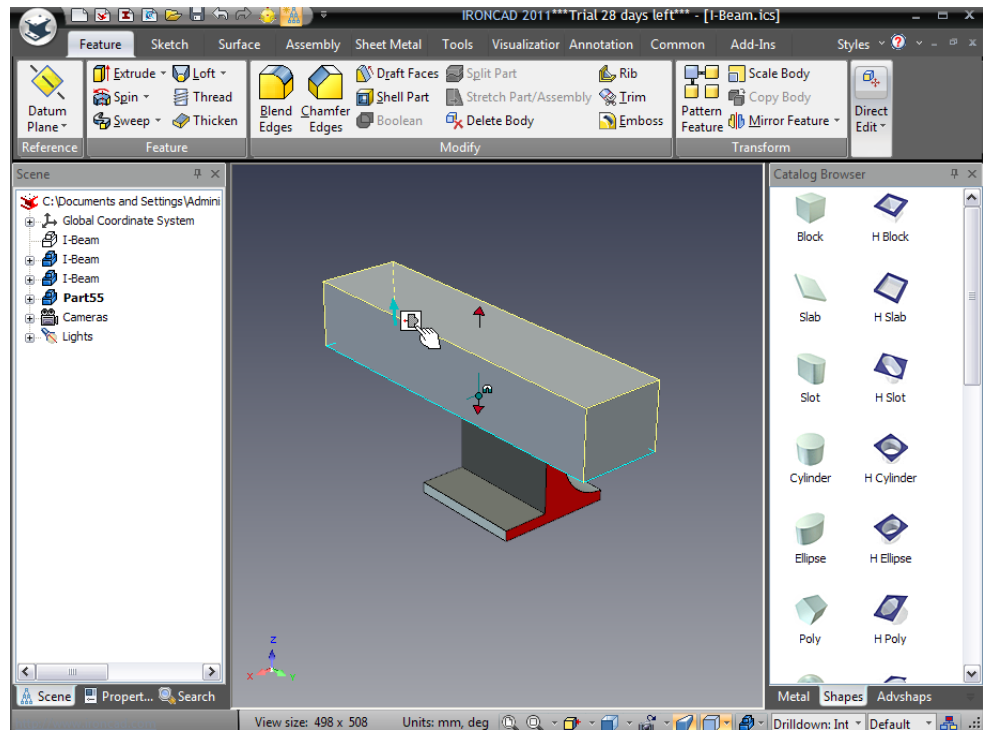 IRONCAD 2011***Trial 28 days left*** - [I-Beam.ics]
Feature Sketch Surface Assembly Sheet Metal Tools Visualization Annotation Common Add-Ins Styles
Datum Plane
Extrude
Loft
Spin
Thread
Sweep
Thicken
Blend Edges
Chamfer Edges
Draft Faces
Split Part
Rib
Shell Part
Stretch Part/Assembly
Trim
Boolean
Delete Body
Emboss
Pattern Feature
Scale Body
Copy Body
Mirror Feature
Direct Edit
Reference Feature Modify Transform
Scene
C:\Documents and Settings\Admini
Global Coordinate System
I-Beam
I-Beam
I-Beam
Part55
Cameras
Lights
Scene Propert... Search
z
x
y
Catalog Browser
Block H Block
Slab H Slab
Slot H Slot
Cylinder H Cylinder
Ellipse H Ellipse
Poly H Poly
Metal Shapes Advshaps
View size: 498 x 508 Units: mm, deg Drilldown: Int Default